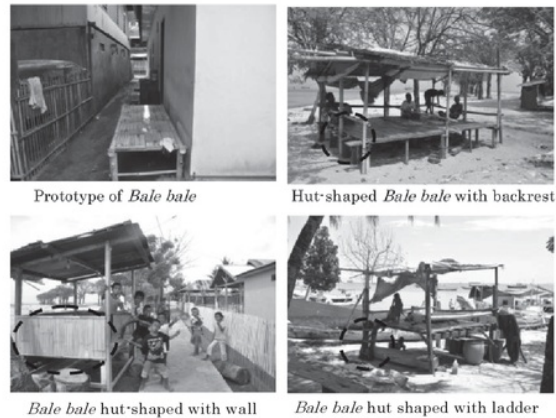 Prototype of Bale bale
Hut-shaped Bale bale with backrest
Bale bale hut-shaped with wall
Bale bale hut shaped with ladder